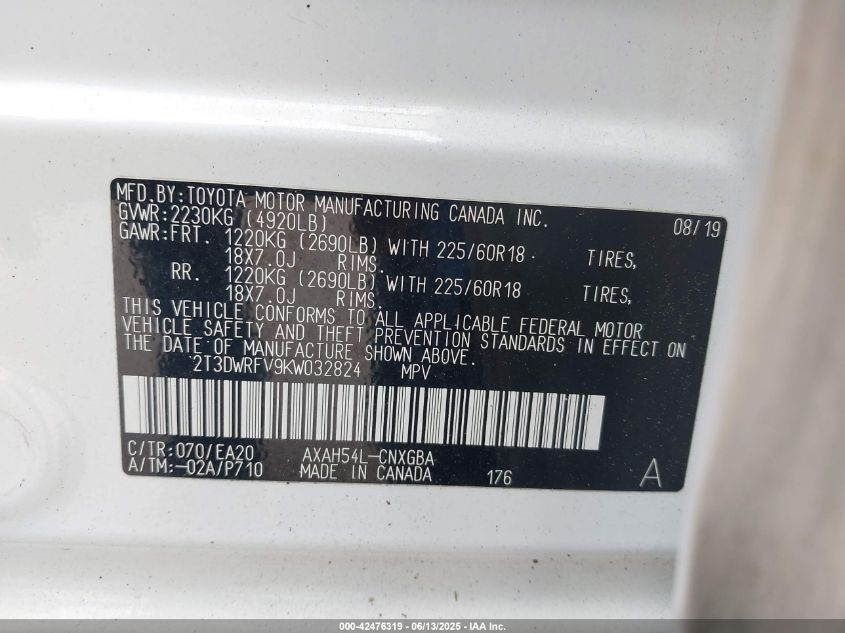 MFD.BY:TOYOTA MOTOR MANUFACTURING CANADA INC. 08/19
GVWR:2230KG (4920LB)
GAWR:FRT. 1220KG (2690LB) WITH 225/60R18 TIRES,
18X7.0J RIMS.
RR. 1220KG (2690LB) WITH 225/60R18 TIRES,
18X7.0J RIMS.
THIS VEHICLE CONFORMS TO ALL APPLICABLE FEDERAL MOTOR
VEHICLE SAFETY AND THEFT PREVENTION STANDARDS IN EFFECT ON
THE DATE OF MANUFACTURE SHOWN ABOVE.
2T3DWRFV9KW032824 MPV
C/TR:070/EA20 AXAH54L-CNXGBA
A/TM:-02A/P710 MADE IN CANADA 176 A
000-42476319 - 06/13/2025 - IAA Inc.